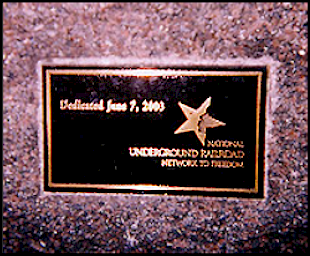 Dedicated June 7, 2003
NATIONAL
UNDERGROUND RAILROAD
NETWORK TO FREEDOM